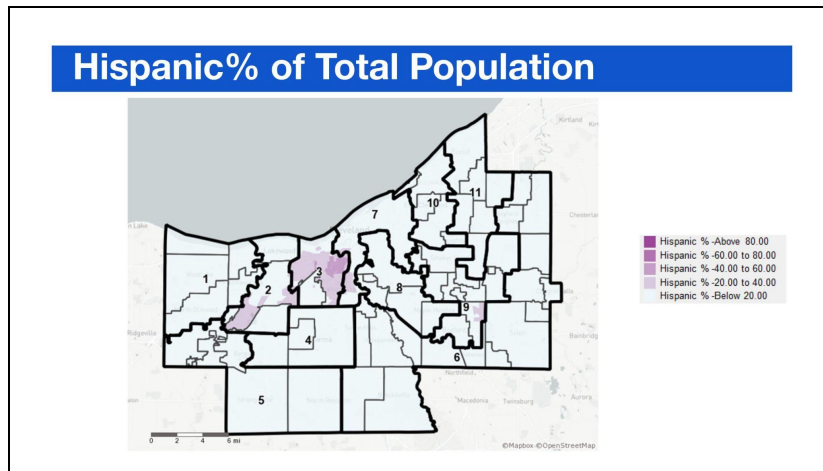 Hispanic% of Total Population
Kirtland
Chesterland
n Lake
7
10
11
1
2
3
8
9
Ridgeville
4
6
Bainbridg
Northfield
5
Macedonia
Twinsburg
Aurora
0 2 4 6 mi
©Mapbox ©OpenStreetMap
Hispanic % -Above 80.00
Hispanic % -60.00 to 80.00
Hispanic % -40.00 to 60.00
Hispanic % -20.00 to 40.00
Hispanic % -Below 20.00